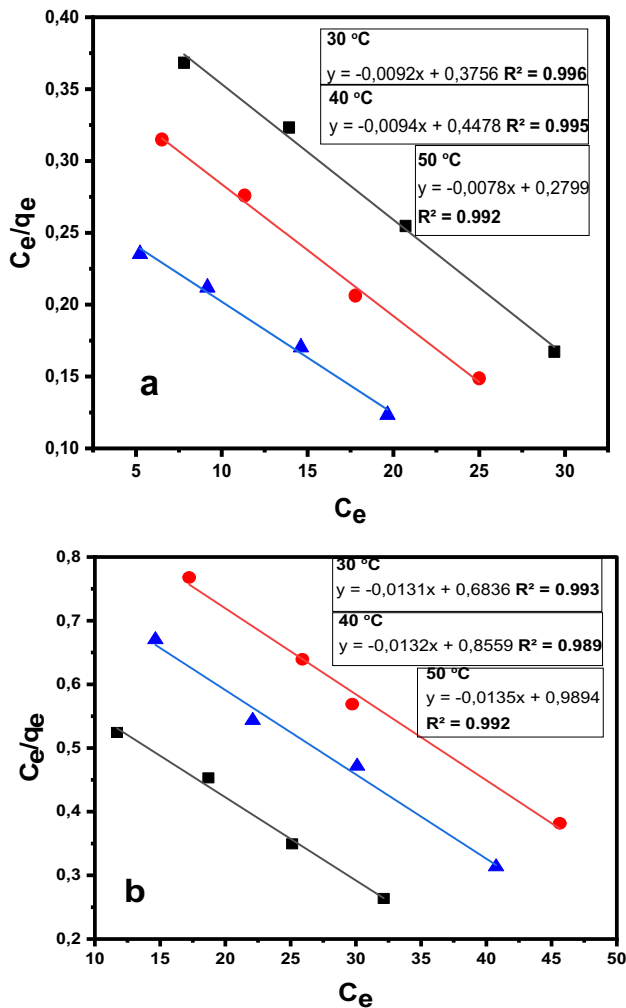 0,40
0,35
0,30
0,25
0,20
0,15
0,10
Ce/qe
30 °C
y = -0,0092x + 0,3756 R² = 0.996
40 °C
y = -0,0094x + 0,4478 R² = 0.995
50 °C
y = -0,0078x + 0,2799
R² = 0.992
a
5 10 15 20 25 30
Ce
0,8
0,7
0,6
0,5
0,4
0,3
0,2
Ce/qe
30 °C
y = -0,0131x + 0,6836 R² = 0.993
40 °C
y = -0,0132x + 0,8559 R² = 0.989
50 °C
y = -0,0135x + 0,9894
R² = 0.992
b
10 15 20 25 30 35 40 45 50
Ce